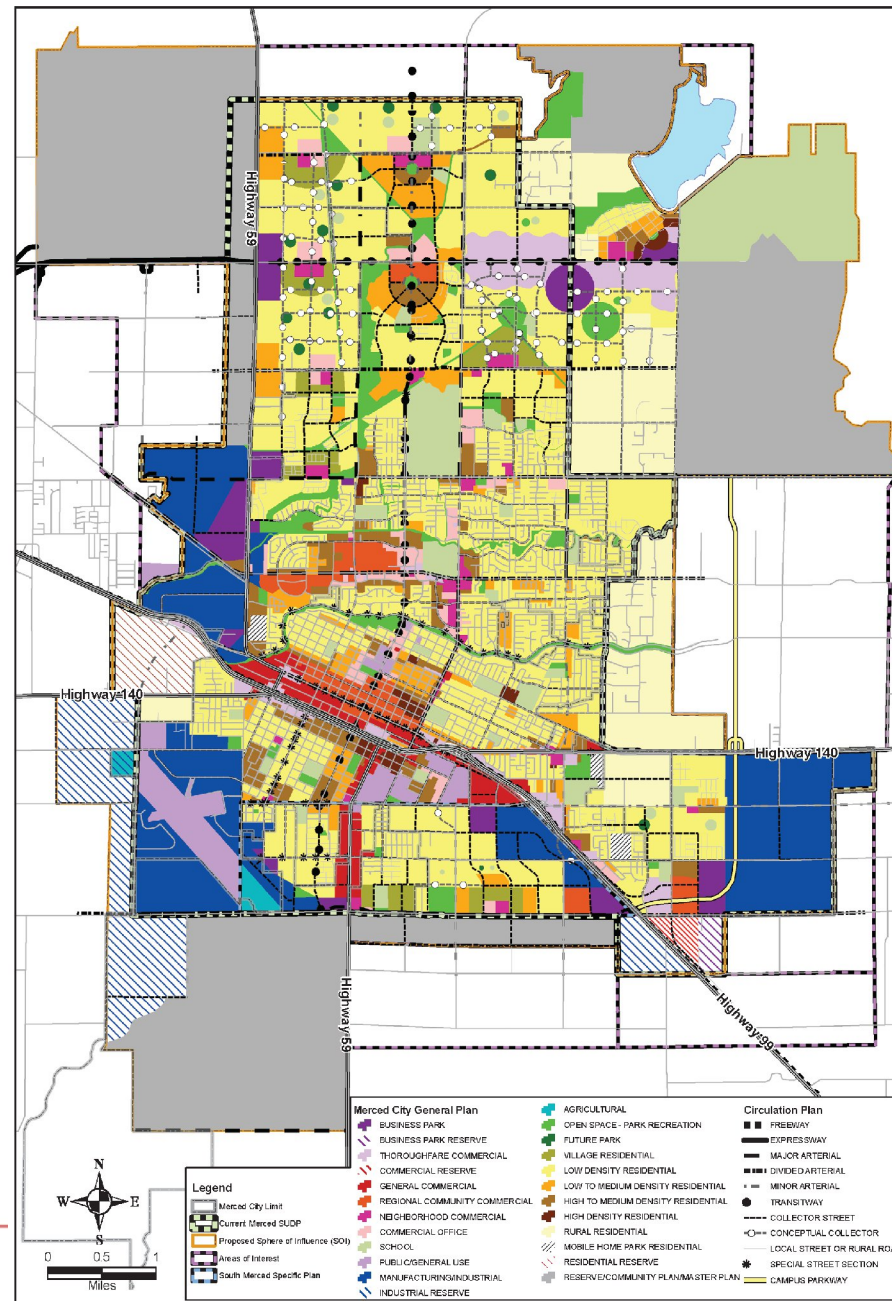 Highway 59
Highway 140
Highway 140
Highway 59
Highway 99
N
W
E
S
0 0.5 1
Miles
Legend
Merced City Limit
Current Merced SUDP
Proposed Sphere of Influence (SOI)
Areas of Interest
South Merced Specific Plan
Merced City General Plan
BUSINESS PARK
BUSINESS PARK RESERVE
THOROUGHFARE COMMERCIAL
COMMERCIAL RESERVE
GENERAL COMMERCIAL
REGIONAL COMMUNITY COMMERCIAL
NEIGHBORHOOD COMMERCIAL
COMMERCIAL OFFICE
SCHOOL
PUBLIC/GENERAL USE
MANUFACTURING/INDUSTRIAL
INDUSTRIAL RESERVE
AGRICULTURAL
OPEN SPACE - PARK RECREATION
FUTURE PARK
VILLAGE RESIDENTIAL
LOW DENSITY RESIDENTIAL
LOW TO MEDIUM DENSITY RESIDENTIAL
HIGH TO MEDIUM DENSITY RESIDENTIAL
HIGH DENSITY RESIDENTIAL
RURAL RESIDENTIAL
MOBILE HOME PARK RESIDENTIAL
RESIDENTIAL RESERVE
RESERVE/COMMUNITY PLAN/MASTER PLAN
Circulation Plan
FREEWAY
EXPRESSWAY
MAJOR ARTERIAL
DIVIDED ARTERIAL
MINOR ARTERIAL
TRANSITWAY
COLLECTOR STREET
CONCEPTUAL COLLECTOR
LOCAL STREET OR RURAL ROA
SPECIAL STREET SECTION
CAMPUS PARKWAY